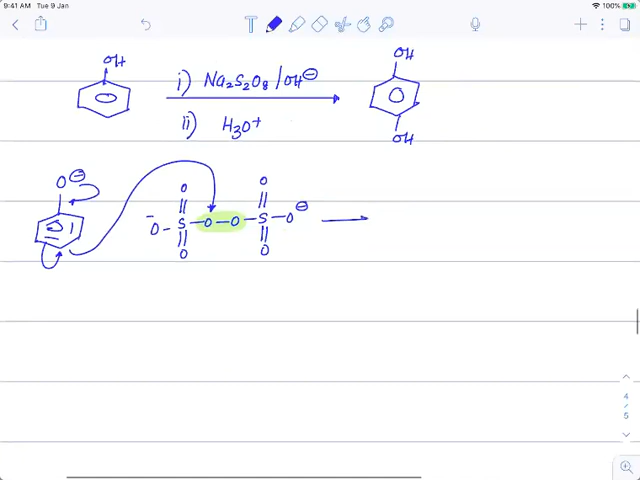 9:41 AM Tue 9 Jan
100%
OH
i) Na2S2O8 /OH⊖
ii) H3O+
OH
OH
O⊖
O O
⁻O-S-O-O-S-O⊖
O O
4
/
5